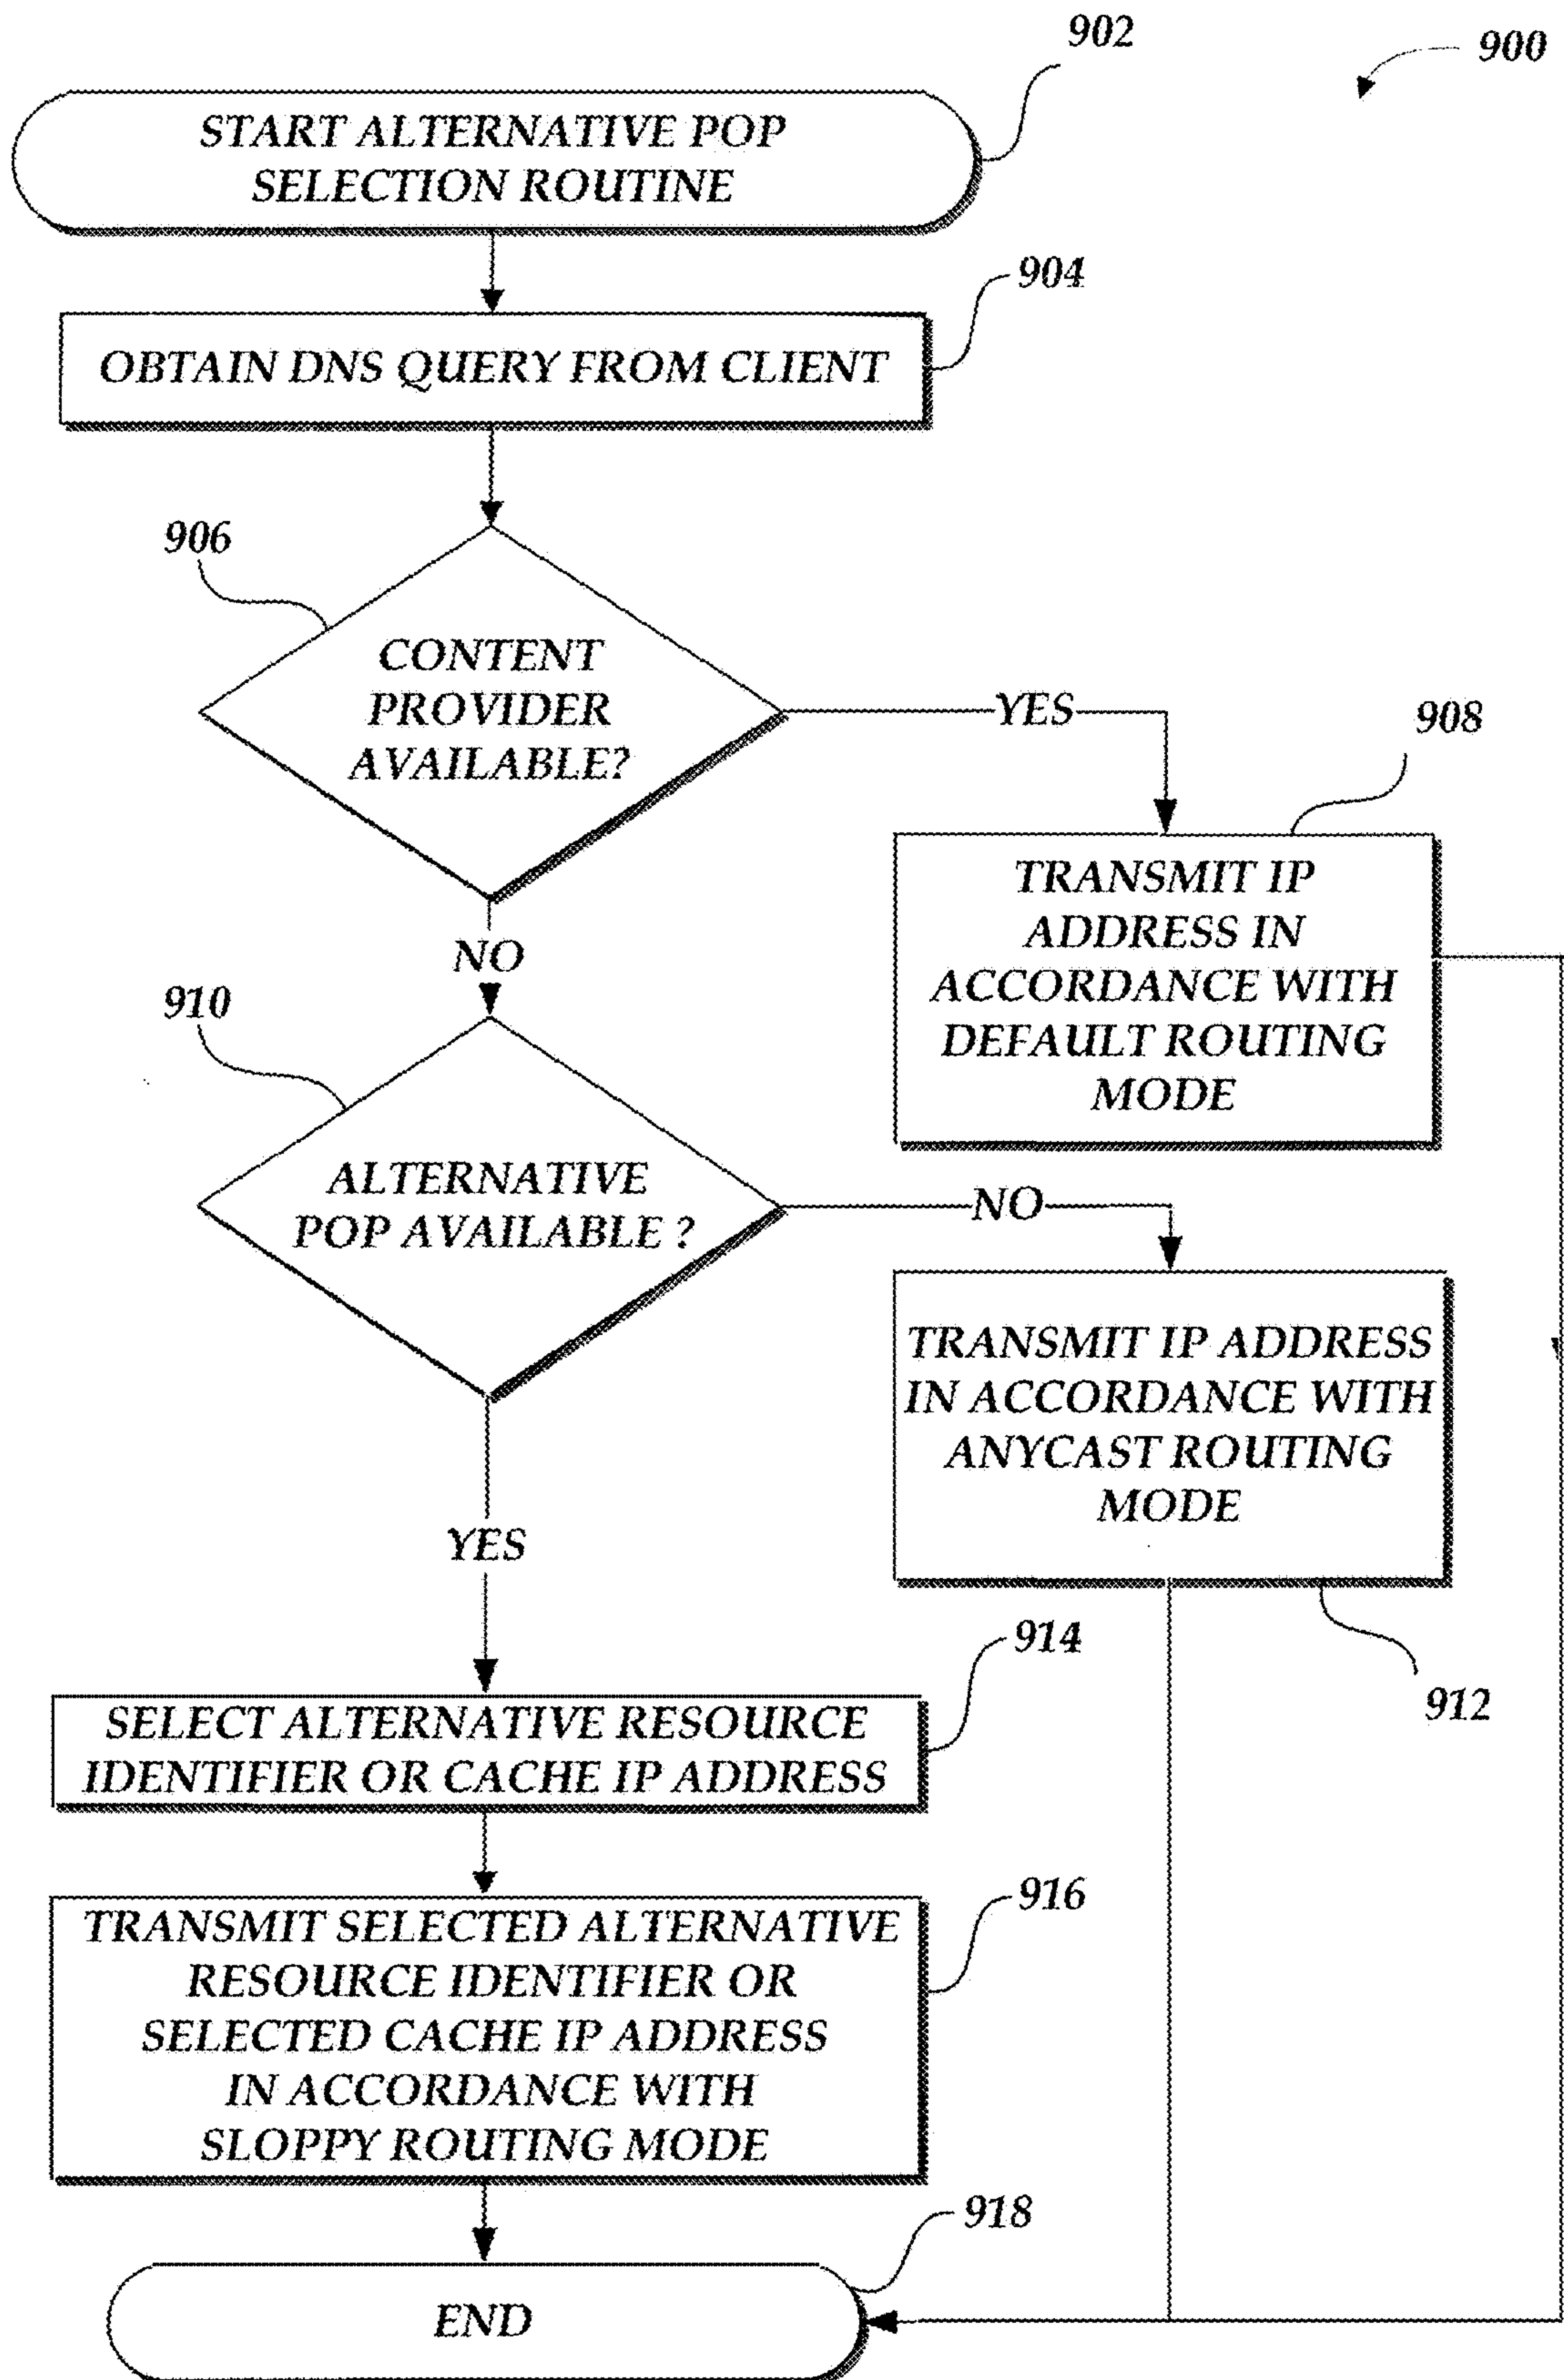 902
900
START ALTERNATIVE POP
SELECTION ROUTINE
904
OBTAIN DNS QUERY FROM CLIENT
906
CONTENT
PROVIDER
AVAILABLE?
YES
908
TRANSMIT IP
ADDRESS IN
ACCORDANCE WITH
DEFAULT ROUTING
MODE
NO
910
ALTERNATIVE
POP AVAILABLE ?
NO
TRANSMIT IP ADDRESS
IN ACCORDANCE WITH
ANYCAST ROUTING
MODE
912
YES
914
SELECT ALTERNATIVE RESOURCE
IDENTIFIER OR CACHE IP ADDRESS
916
TRANSMIT SELECTED ALTERNATIVE
RESOURCE IDENTIFIER OR
SELECTED CACHE IP ADDRESS
IN ACCORDANCE WITH
SLOPPY ROUTING MODE
918
END